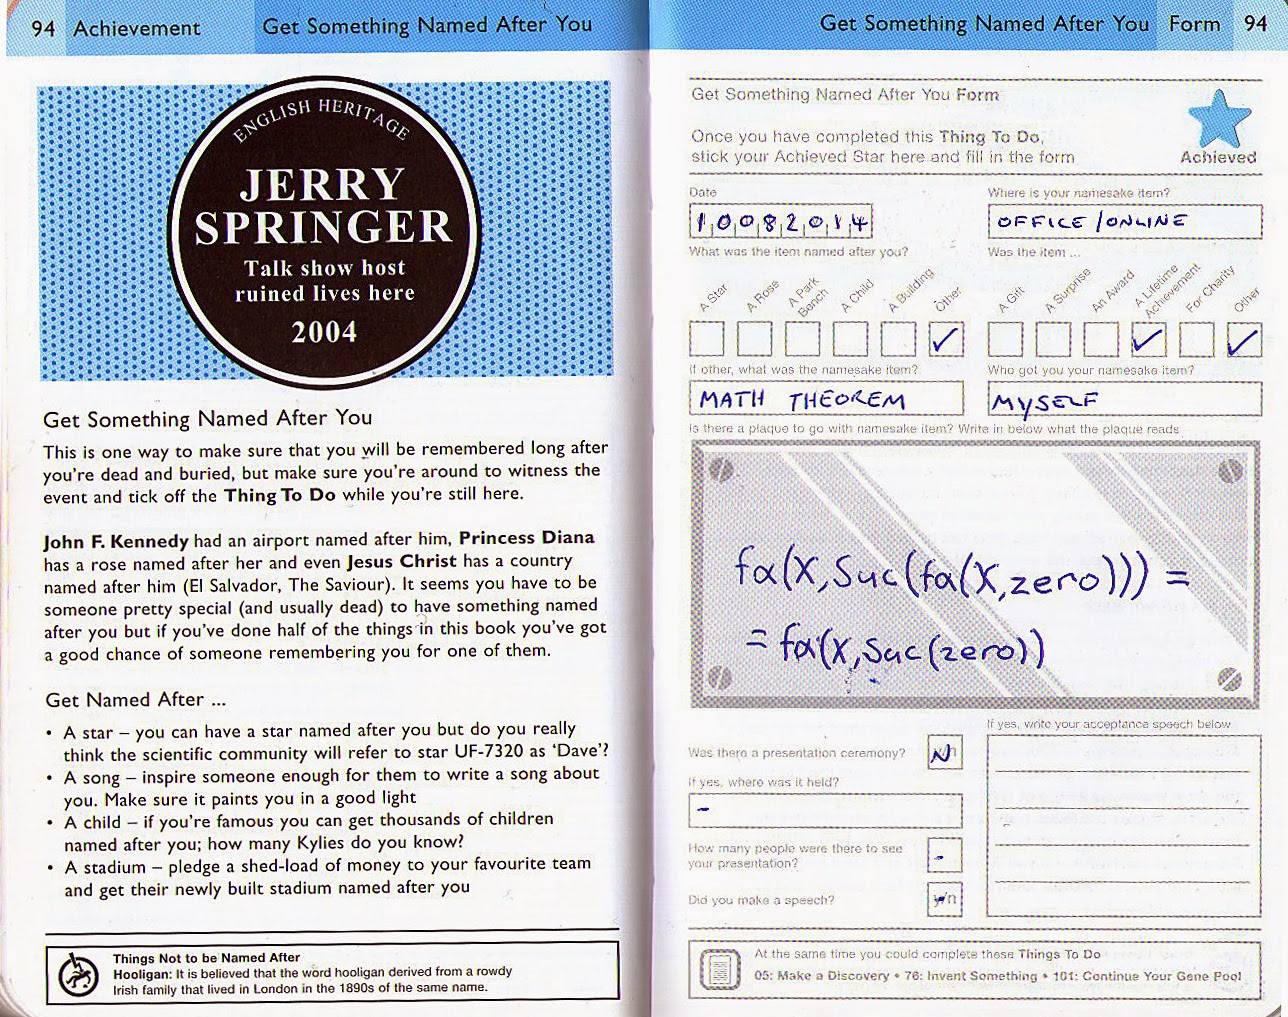 94 Achievement Get Something Named After You
ENGLISH HERITAGE
JERRY
SPRINGER
Talk show host
ruined lives here
2004
Get Something Named After You
This is one way to make sure that you will be remembered long after
you're dead and buried, but make sure you're around to witness the
event and tick off the Thing To Do while you're still here.
John F. Kennedy had an airport named after him, Princess Diana
has a rose named after her and even Jesus Christ has a country
named after him (El Salvador, The Saviour). It seems you have to be
someone pretty special (and usually dead) to have something named
after you but if you've done half of the things in this book you've got
a good chance of someone remembering you for one of them.
Get Named After ...
• A star – you can have a star named after you but do you really
think the scientific community will refer to star UF-7320 as 'Dave'?
• A song – inspire someone enough for them to write a song about
you. Make sure it paints you in a good light
• A child – if you're famous you can get thousands of children
named after you; how many Kylies do you know?
• A stadium – pledge a shed-load of money to your favourite team
and get their newly built stadium named after you
Things Not to be Named After
Hooligan: It is believed that the word hooligan derived from a rowdy
Irish family that lived in London in the 1890s of the same name.
Get Something Named After You Form 94
Get Something Named After You Form
Once you have completed this Thing To Do,
stick your Achieved Star here and fill in the form
Achieved
Date
10082014
Where is your namesake item?
OFFICE/ONLINE
What was the item named after you?
A Star
A Rose
A Park
Bench
A Child
A Building
Other
Was the item ...
A Gift
A Surprise
An Award
A Lifetime
Achievement
For Charity
Other
If other, what was the namesake item?
MATH THEOREM
Who got you your namesake item?
MYSELF
Is there a plaque to go with namesake item? Write in below what the plaque reads
fa(X,Suc(fa(X,zero))) =
= fa(X,Suc(zero))
Was there a presentation ceremony?
N
If yes, where was it held?
-
How many people were there to see
your presentation?
-
Did you make a speech?
y/n
If yes, write your acceptance speech below
At the same time you could complete these Things To Do
05: Make a Discovery • 76: Invent Something • 101: Continue Your Gene Pool